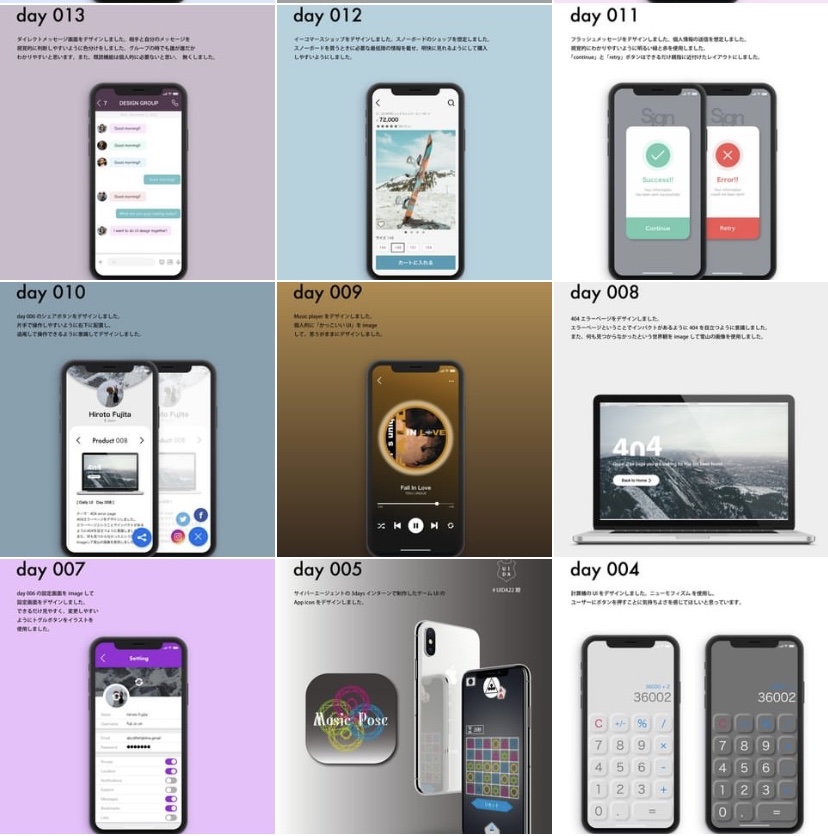 day 013
ダイレクトメッセージ画面をデザインしました。相手と自分のメッセージを
視覚的に判断しやすいように色分けをしました。グループの時でも誰が誰だか
わかりやすいと思います。また、既読機能は個人的に必要ないと思い、無くしました。
7 DESIGN GROUP
Good morning!!
Good morning!!
Good morning!!
Good morning!!
Good morning!!
What are you making today?
I want to do UI design together!
day 012
イーコマースショップをデザインしました。スノーボードのショップを想定しました。
スノーボードを買うときに必要な最低限の情報を載せ、明快に見れるようにして購入
しやすいようにしました。
72,000
カートに入れる
day 011
フラッシュメッセージをデザインしました。個人情報の送信を想定しました。
視覚的にわかりやすいように明るい緑と赤を使用しました。
「continue」と「retry」ボタンはできるだけ親指に近付けたレイアウトにしました。
Sign
Sign
Success!!
Error!!
Continue
Retry
day 010
day 006 のシェアボタンをデザインしました。
片手で操作しやすいように右下に配置し、
Hiroto Fujita
Product 008
[ Daily UI Day 008 ]
day 009
Music player をデザインしました。
個人的に「かっこいい UI」を image
して、思うがままにデザインしました。
IN LOVE
Fall In Love
day 008
404 エラーページをデザインしました。
エラーページということでインパクトがあるように 404 を目立つように意識しました。
また、何も見つからなかったという世界観を image して雪山の画像を使用しました。
4n4
Back to Home
day 007
day 006 の設定画面を image して
設定画面をデザインしました。
できるだけ見やすく、変更しやすい
ようにトグルボタンをイラストを
使用しました。
Setting
Hiroto Fujita
Email
Password
day 005
サイバーエージェントの 3days インターンで制作したゲーム UI の
App icon をデザインしました。
UI
DA
# UIDA22 期
Music Pose
day 004
計算機の UI をデザインしました。ニューモフィズムを使用し、
ユーザーにボタンを押すことに気持ちよさを感じてほしいと思っています。
36000 + 2
36002
C +/- % /
7 8 9 ×
4 5 6 -
1 2 3 +
0 . =
36002
C
7 8 9
4 5 6
1 2 3
0 . =